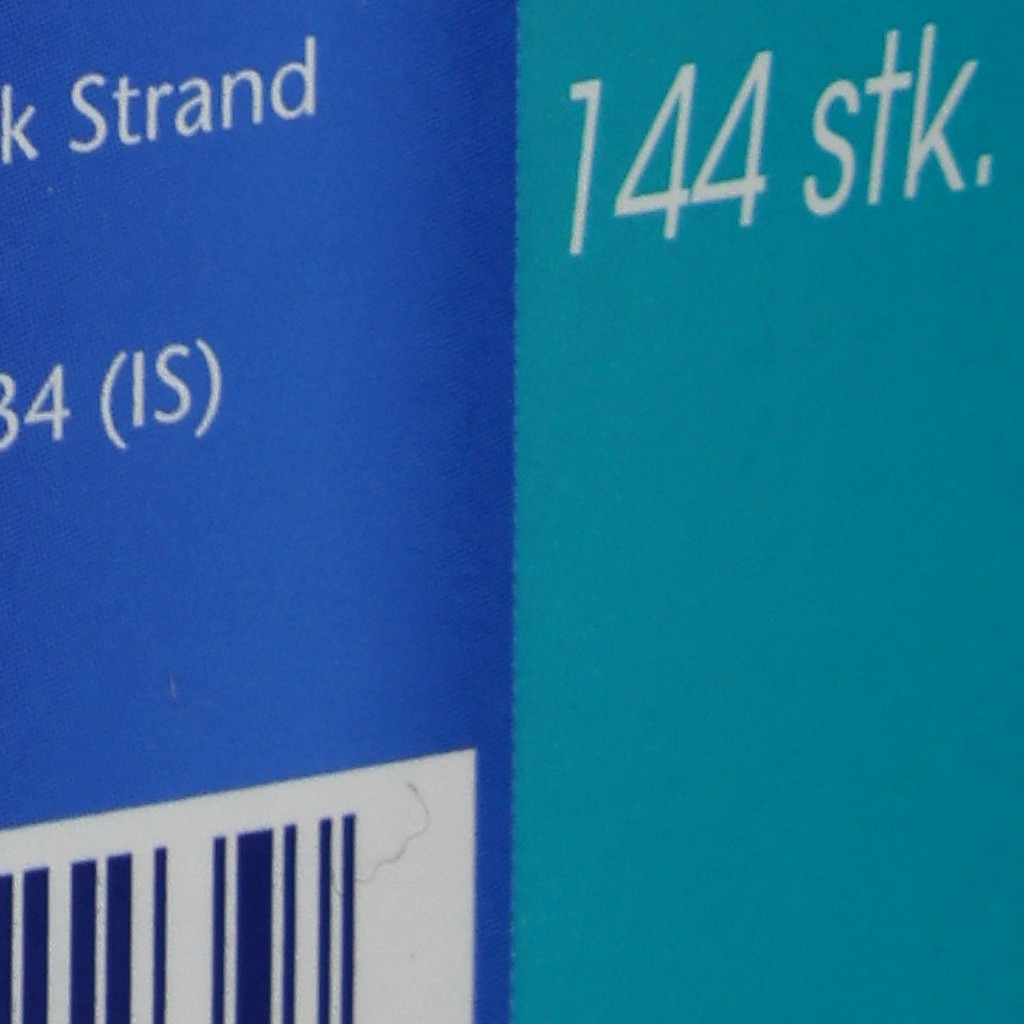 k Strand
34 (IS)
144 stk.